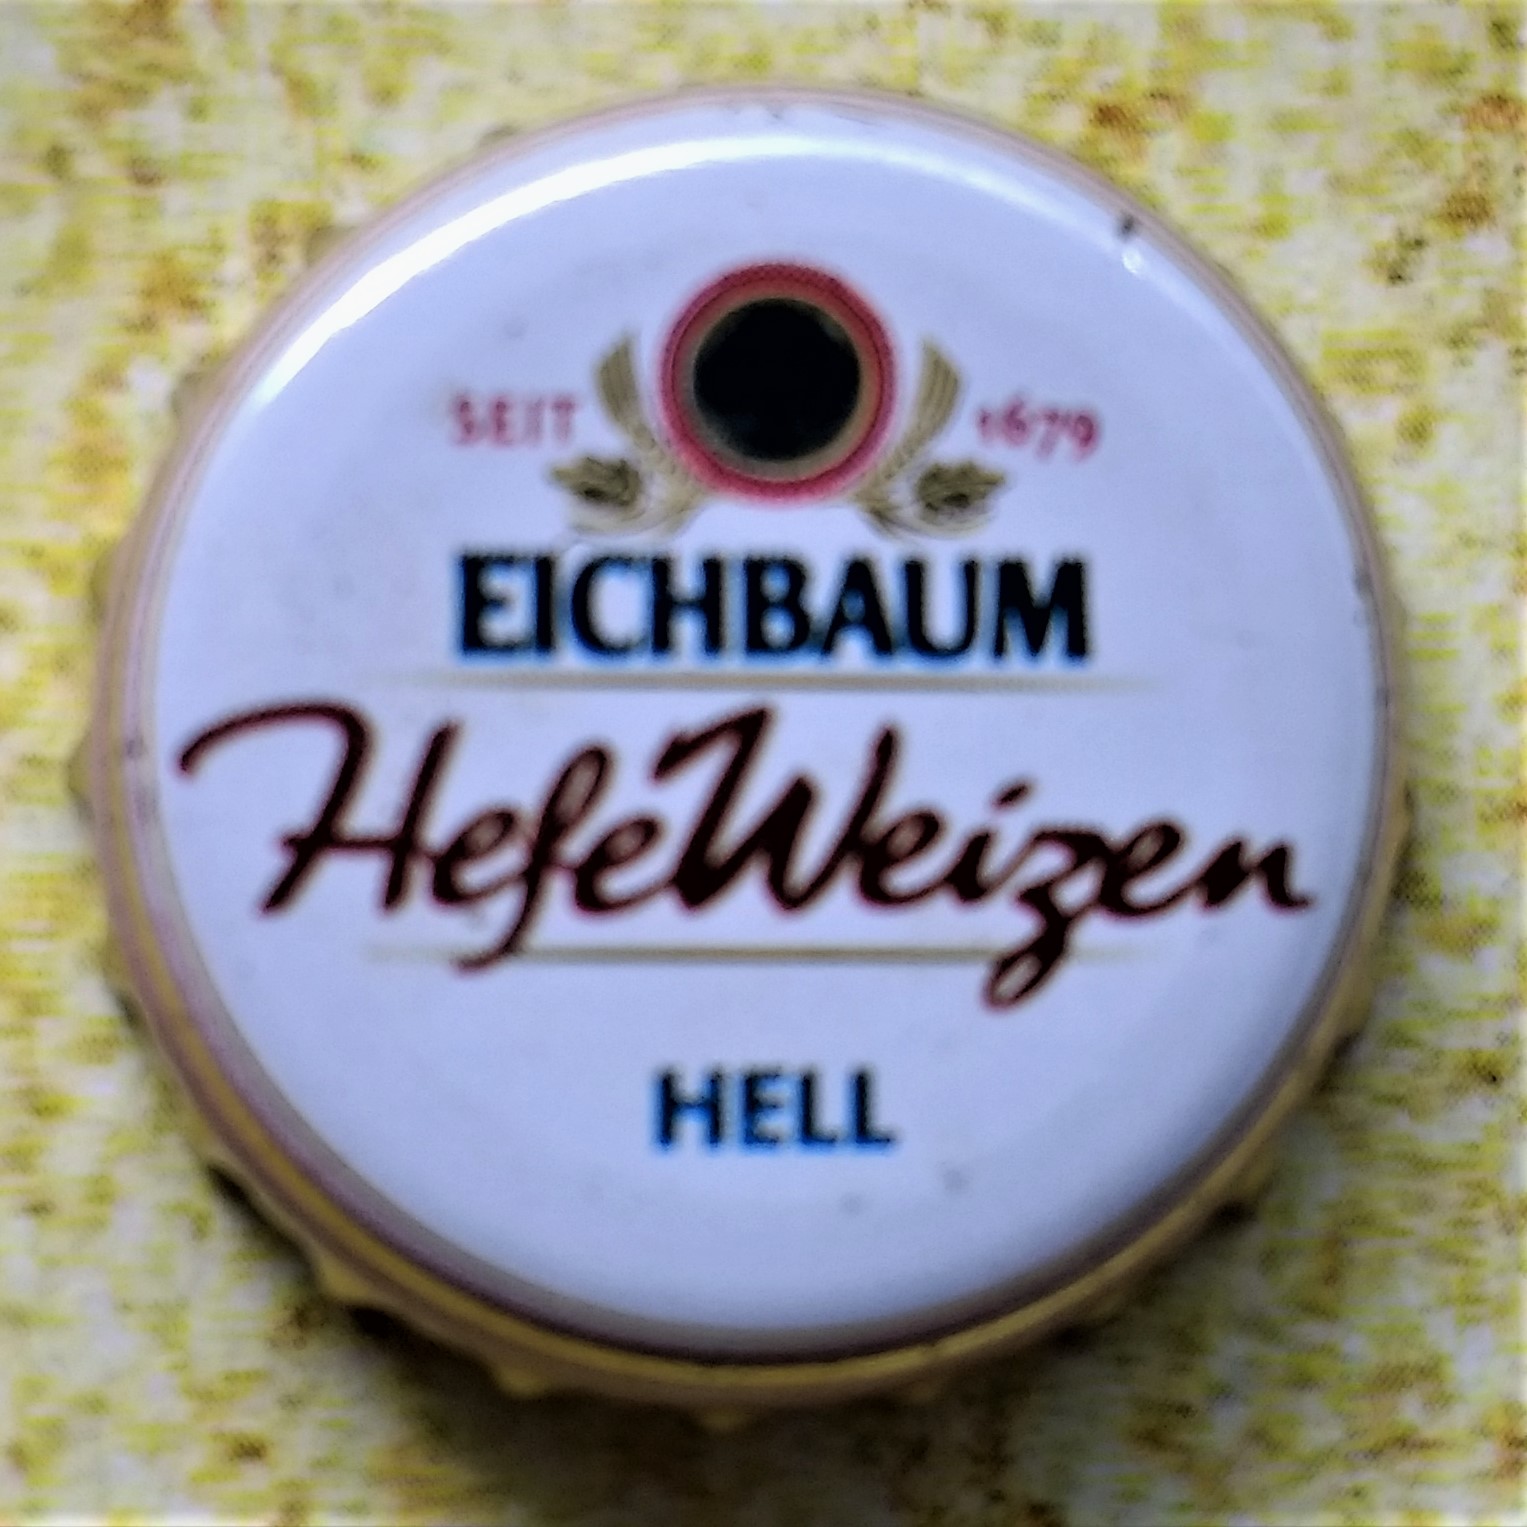 SEIT 1679
EICHBAUM
HefeWeizen
HELL